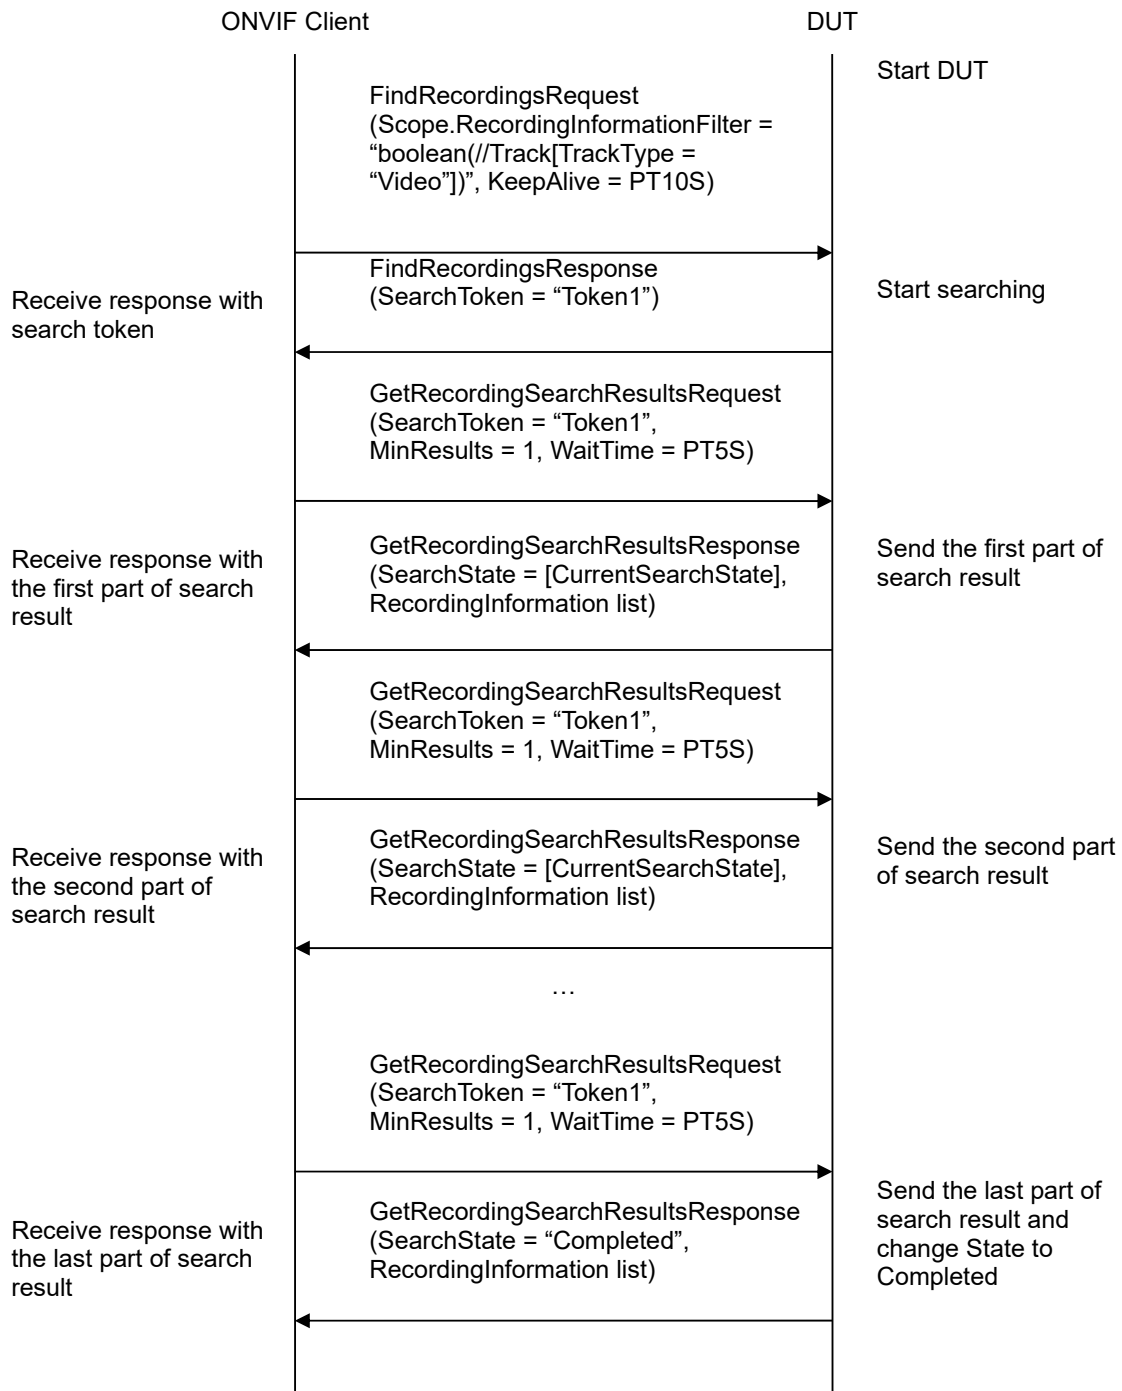 ONVIF Client
DUT
Start DUT
FindRecordingsRequest
(Scope.RecordingInformationFilter =
“boolean(//Track[TrackType =
“Video”])”, KeepAlive = PT10S)
FindRecordingsResponse
(SearchToken = “Token1”)
Start searching
Receive response with
search token
GetRecordingSearchResultsRequest
(SearchToken = “Token1”,
MinResults = 1, WaitTime = PT5S)
GetRecordingSearchResultsResponse
(SearchState = [CurrentSearchState],
RecordingInformation list)
Send the first part of
search result
Receive response with
the first part of search
result
GetRecordingSearchResultsRequest
(SearchToken = “Token1”,
MinResults = 1, WaitTime = PT5S)
GetRecordingSearchResultsResponse
(SearchState = [CurrentSearchState],
RecordingInformation list)
Send the second part
of search result
Receive response with
the second part of
search result
…
GetRecordingSearchResultsRequest
(SearchToken = “Token1”,
MinResults = 1, WaitTime = PT5S)
GetRecordingSearchResultsResponse
(SearchState = “Completed”,
RecordingInformation list)
Send the last part of
search result and
change State to
Completed
Receive response with
the last part of search
result